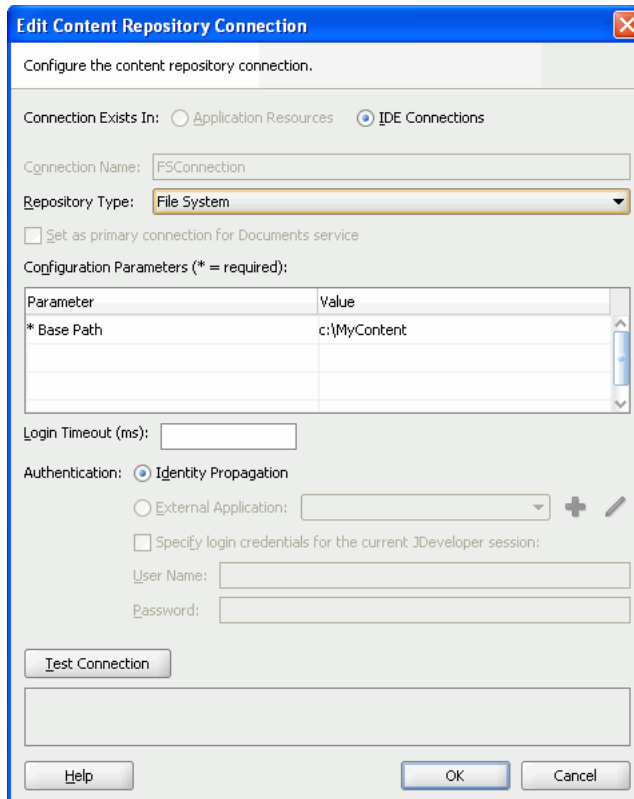 Edit Content Repository Connection
Configure the content repository connection.
Connection Exists In: Application Resources IDE Connections
Connection Name: FSConnection
Repository Type: File System
Set as primary connection for Documents service
Configuration Parameters (* = required):
Parameter Value
* Base Path c:\MyContent
Login Timeout (ms):
Authentication: Identity Propagation
External Application:
Specify login credentials for the current JDeveloper session:
User Name:
Password:
Test Connection
Help OK Cancel